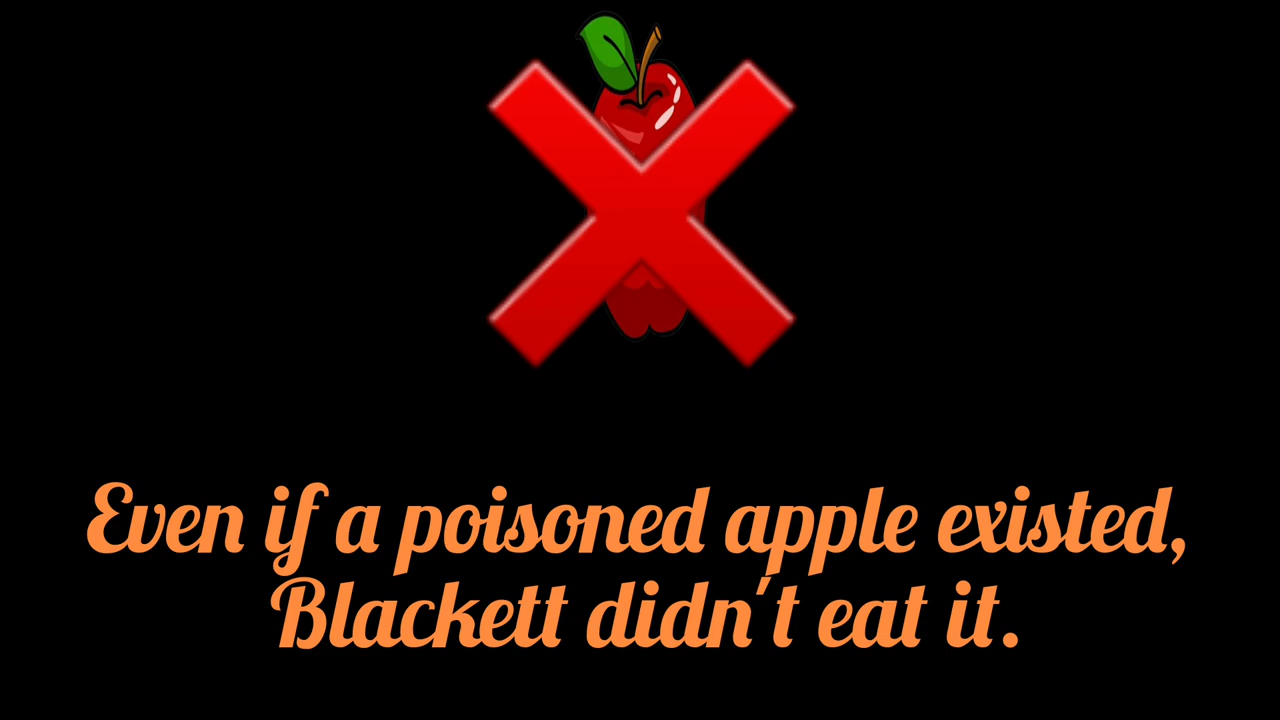 Even if a poisoned apple existed,
Blackett didn't eat it.